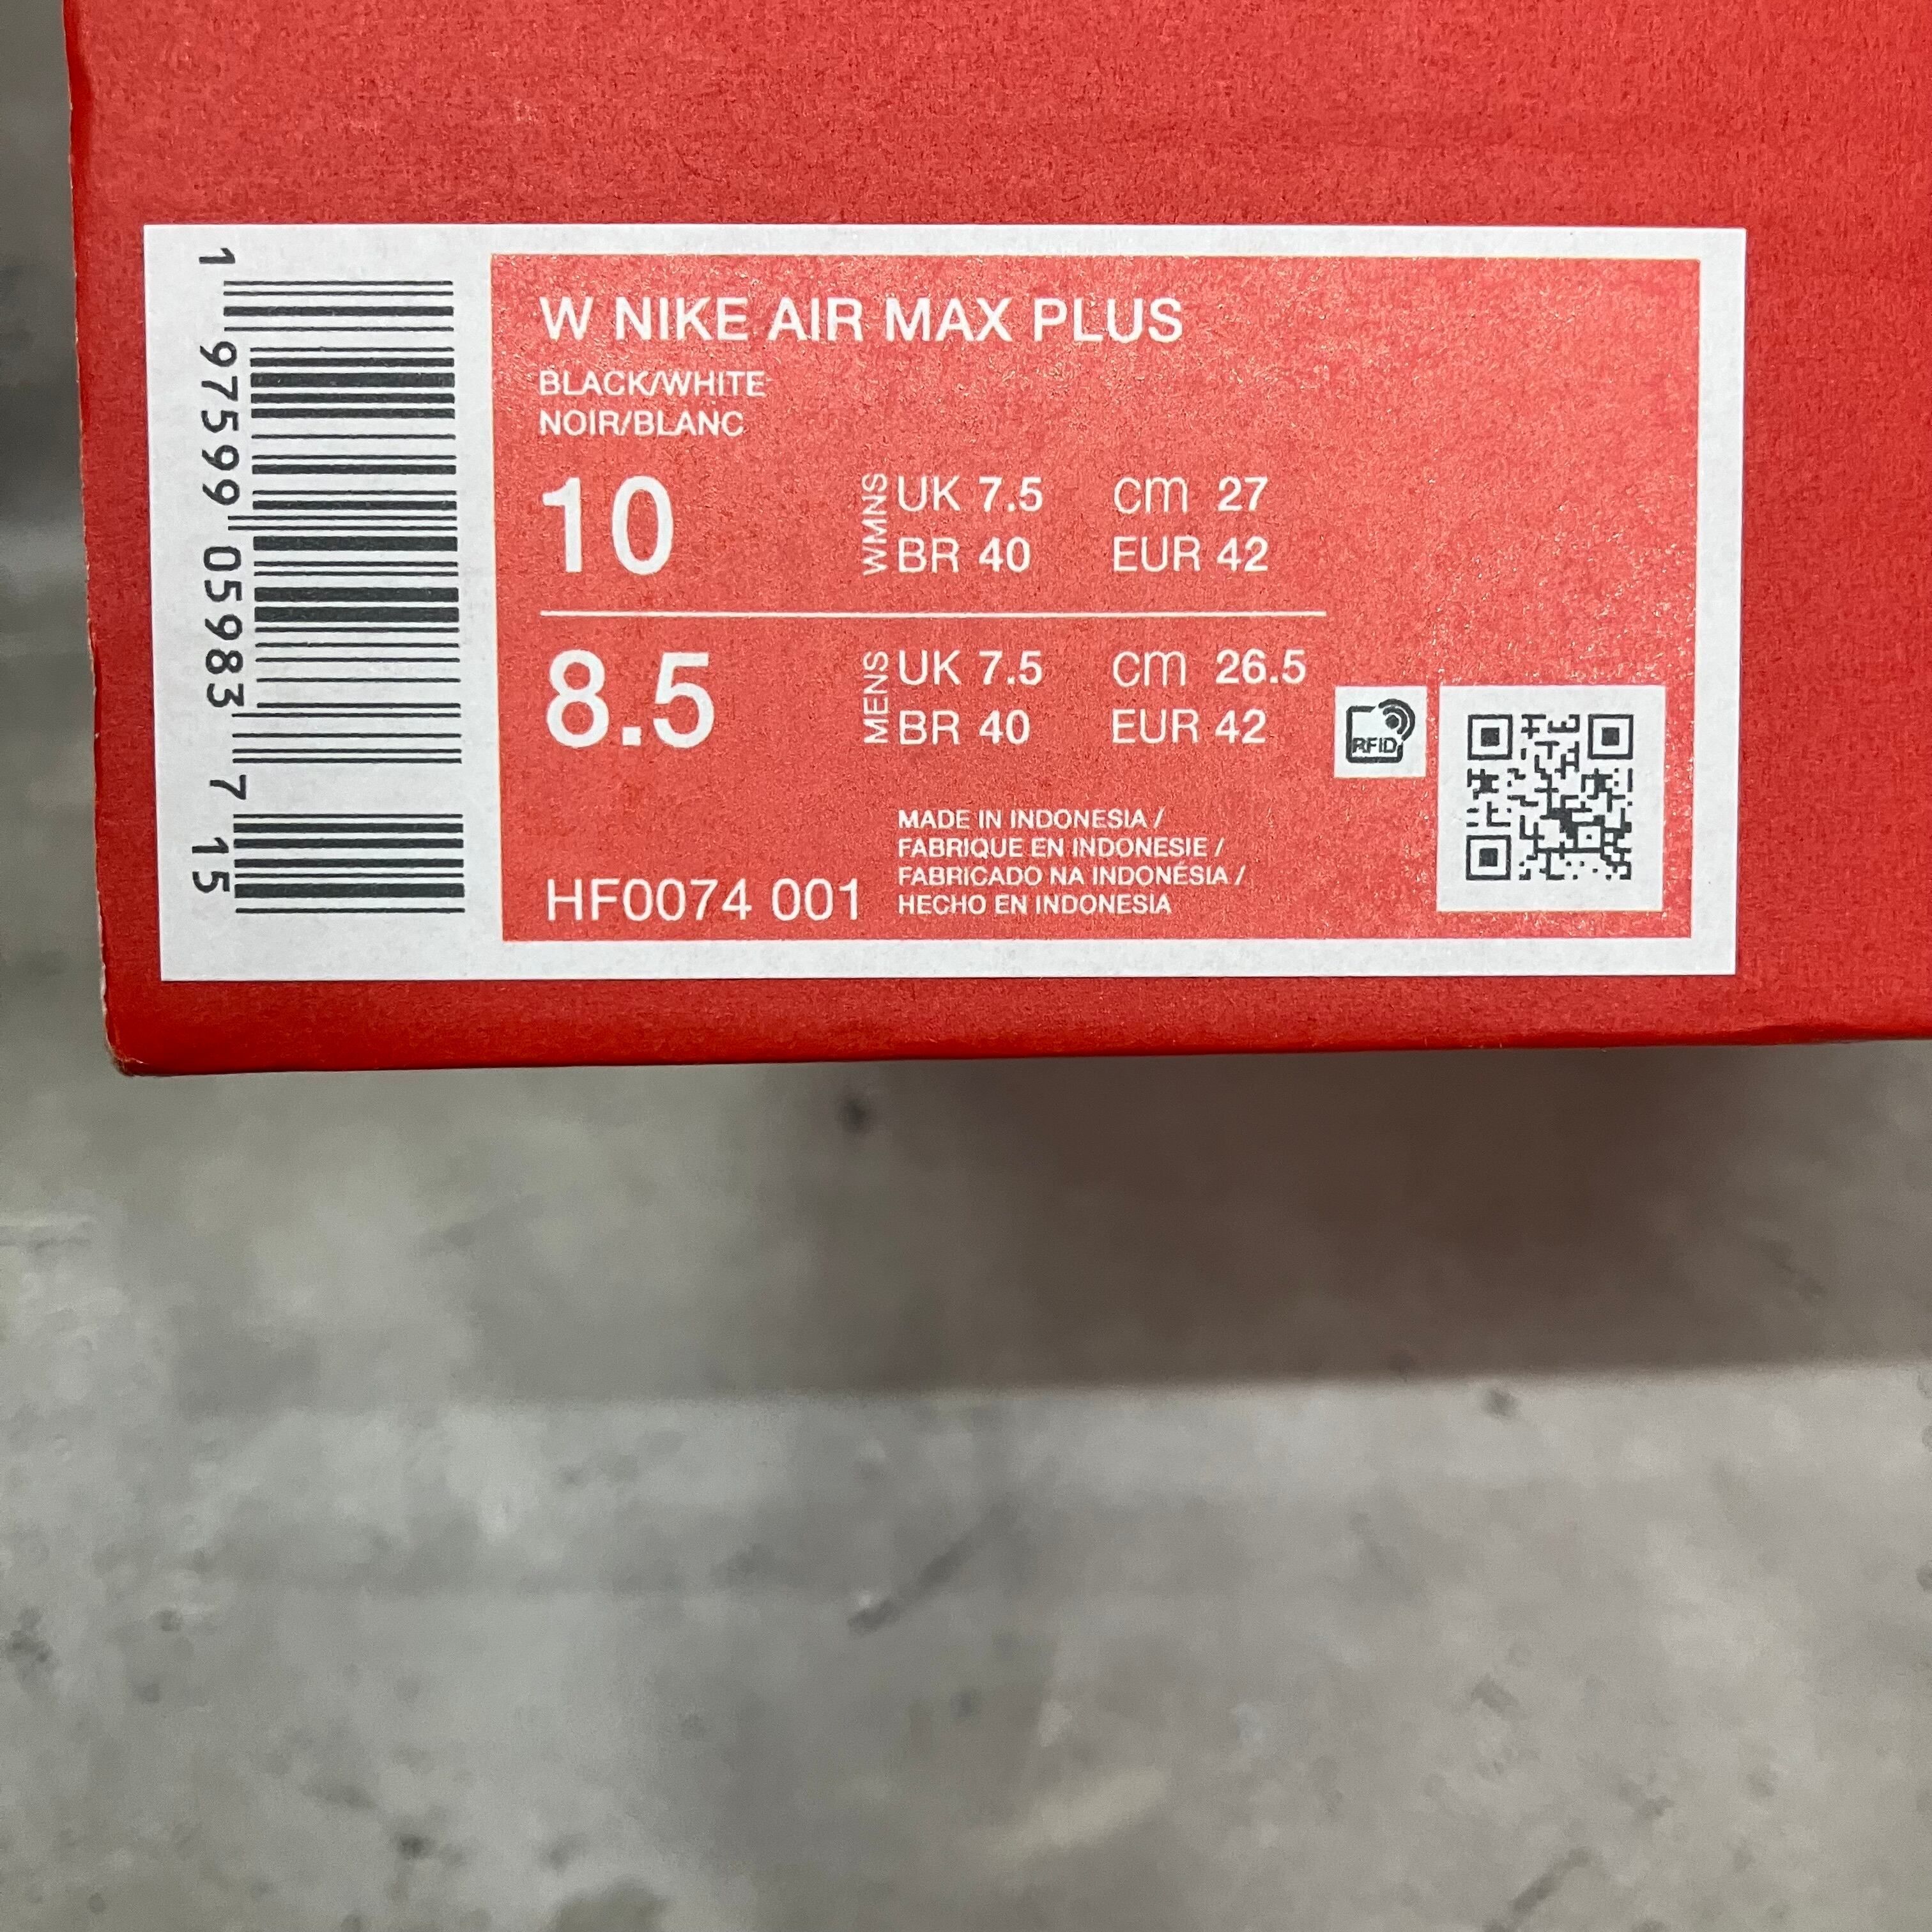 1 97599 05983 7 15
W NIKE AIR MAX PLUS
BLACK/WHITE
NOIR/BLANC
10 WMNS UK 7.5 cm 27
BR 40 EUR 42
8.5 MENS UK 7.5 cm 26.5
BR 40 EUR 42
RFID
MADE IN INDONESIA /
FABRIQUE EN INDONESIE /
FABRICADO NA INDONÉSIA /
HECHO EN INDONESIA
HF0074 001